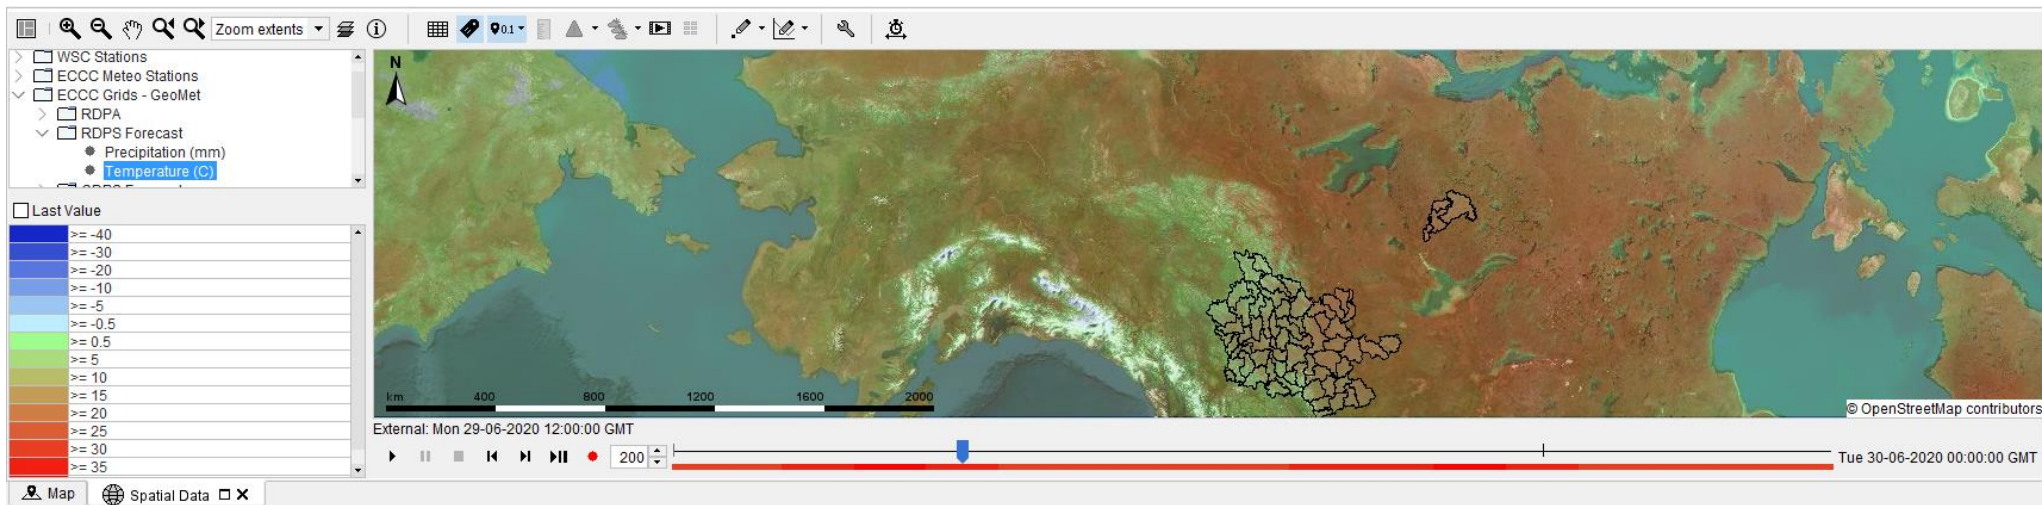 Zoom extents
0.1
WSC Stations
ECCC Meteo Stations
ECCC Grids - GeoMet
RDPA
RDPS Forecast
Precipitation (mm)
Temperature (C)
Last Value
>= -40
>= -30
>= -20
>= -10
>= -5
>= -0.5
>= 0.5
>= 5
>= 10
>= 15
>= 20
>= 25
>= 30
>= 35
N
km 400 800 1200 1600 2000
© OpenStreetMap contributors
External: Mon 29-06-2020 12:00:00 GMT
200
Tue 30-06-2020 00:00:00 GMT
Map
Spatial Data